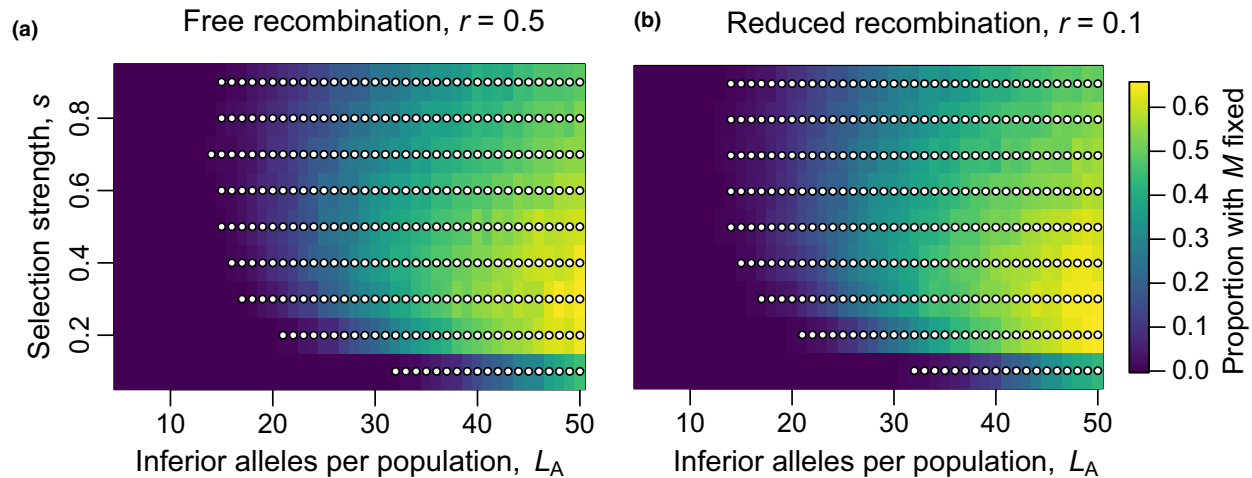 (a)
Free recombination, r = 0.5
(b)
Reduced recombination, r = 0.1
Selection strength, s
0.8
0.6
0.4
0.2
10
20
30
40
50
Inferior alleles per population, L_A
10
20
30
40
50
Inferior alleles per population, L_A
0.6
0.5
0.4
0.3
0.2
0.1
0.0
Proportion with M fixed